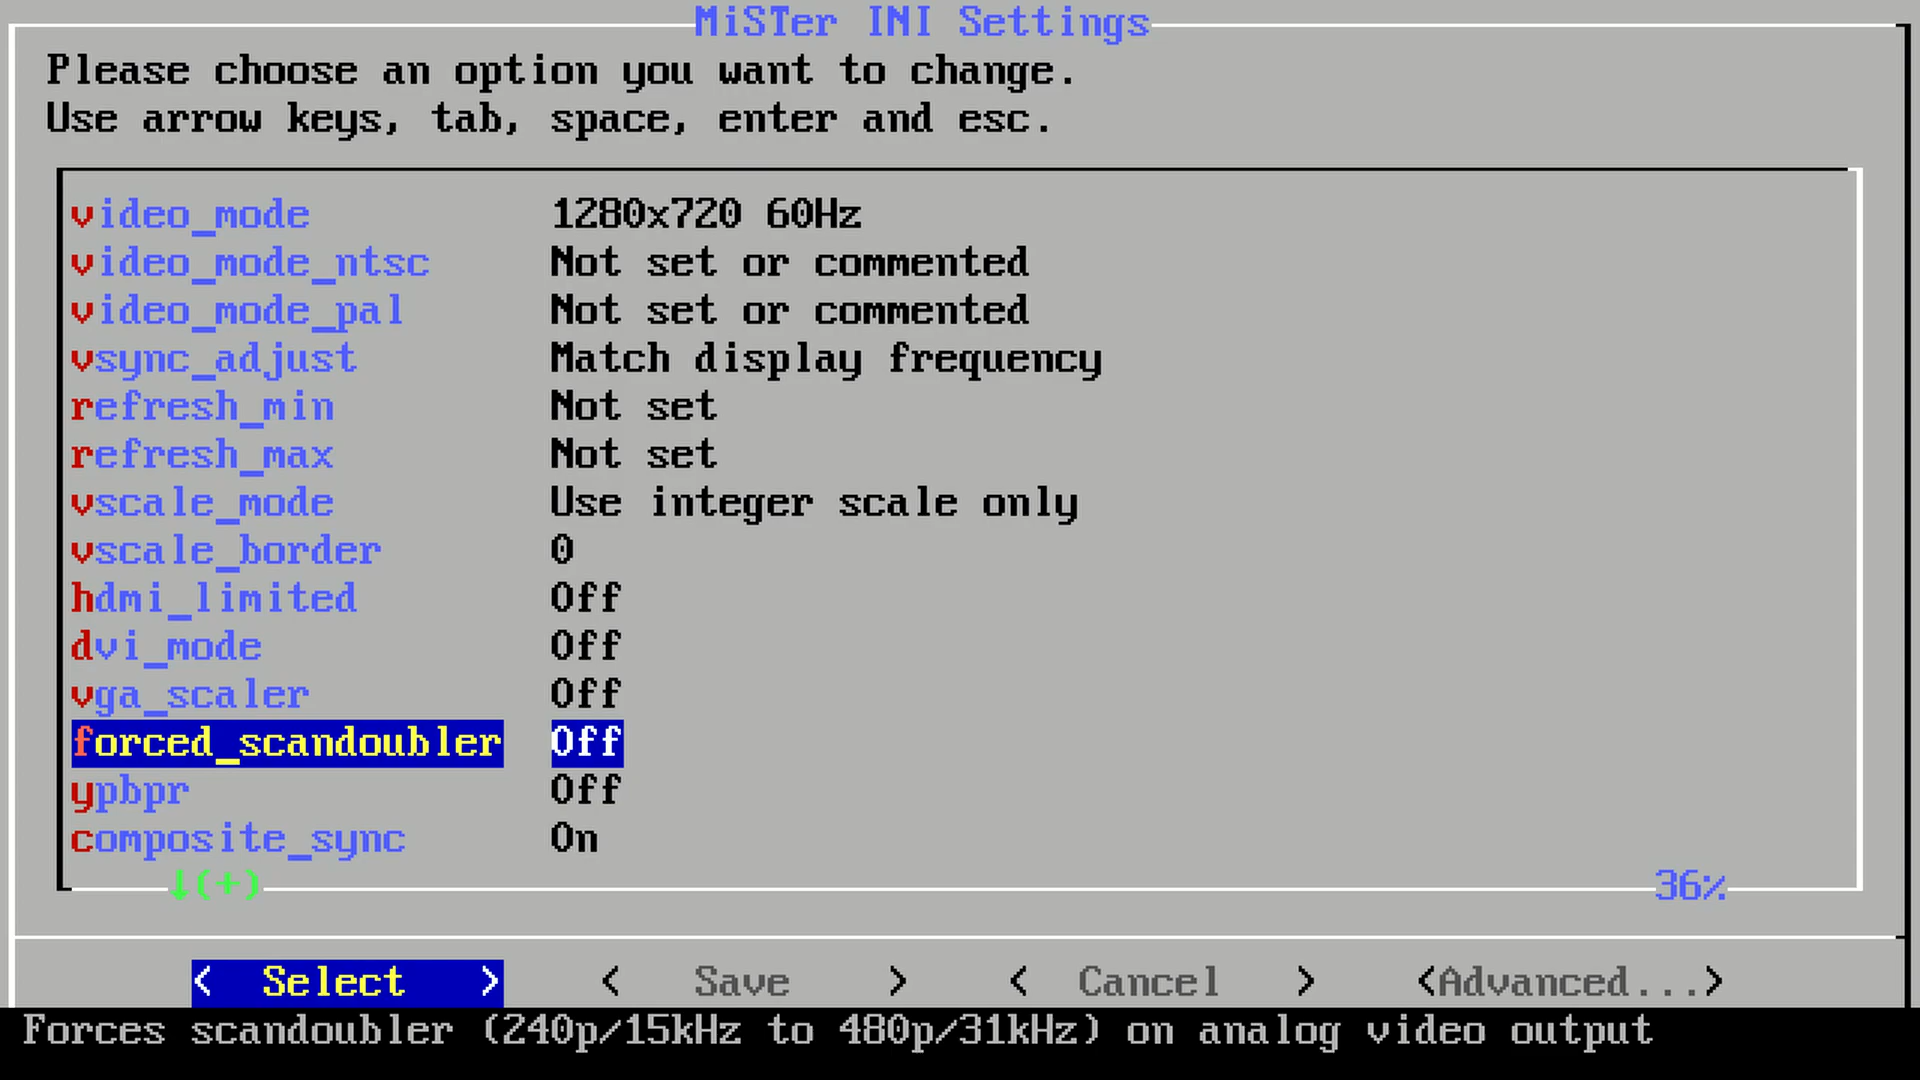 MiSTer INI Settings
Please choose an option you want to change.
Use arrow keys, tab, space, enter and esc.
video_mode 1280x720 60Hz
video_mode_ntsc Not set or commented
video_mode_pal Not set or commented
vsync_adjust Match display frequency
refresh_min Not set
refresh_max Not set
vscale_mode Use integer scale only
vscale_border 0
hdmi_limited Off
dvi_mode Off
vga_scaler Off
forced_scandoubler Off
ypbpr Off
composite_sync On
↓(+) 36%
< Select > < Save > < Cancel > <Advanced...>
Forces scandoubler (240p/15kHz to 480p/31kHz) on analog video output